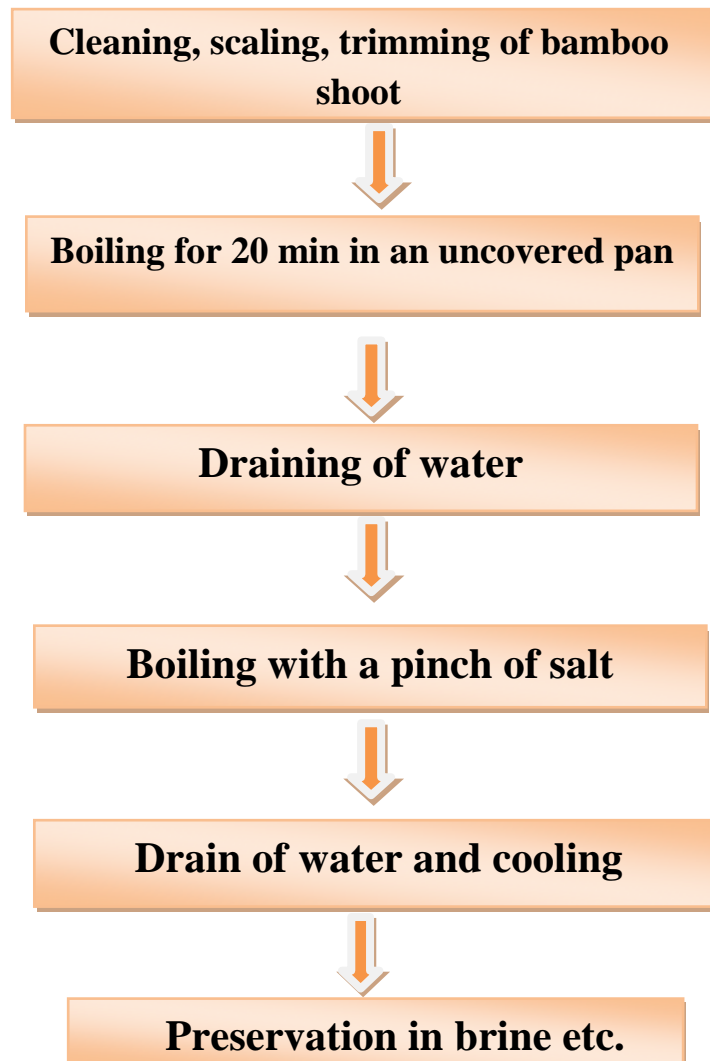 Cleaning, scaling, trimming of bamboo
shoot
Boiling for 20 min in an uncovered pan
Draining of water
Boiling with a pinch of salt
Drain of water and cooling
Preservation in brine etc.